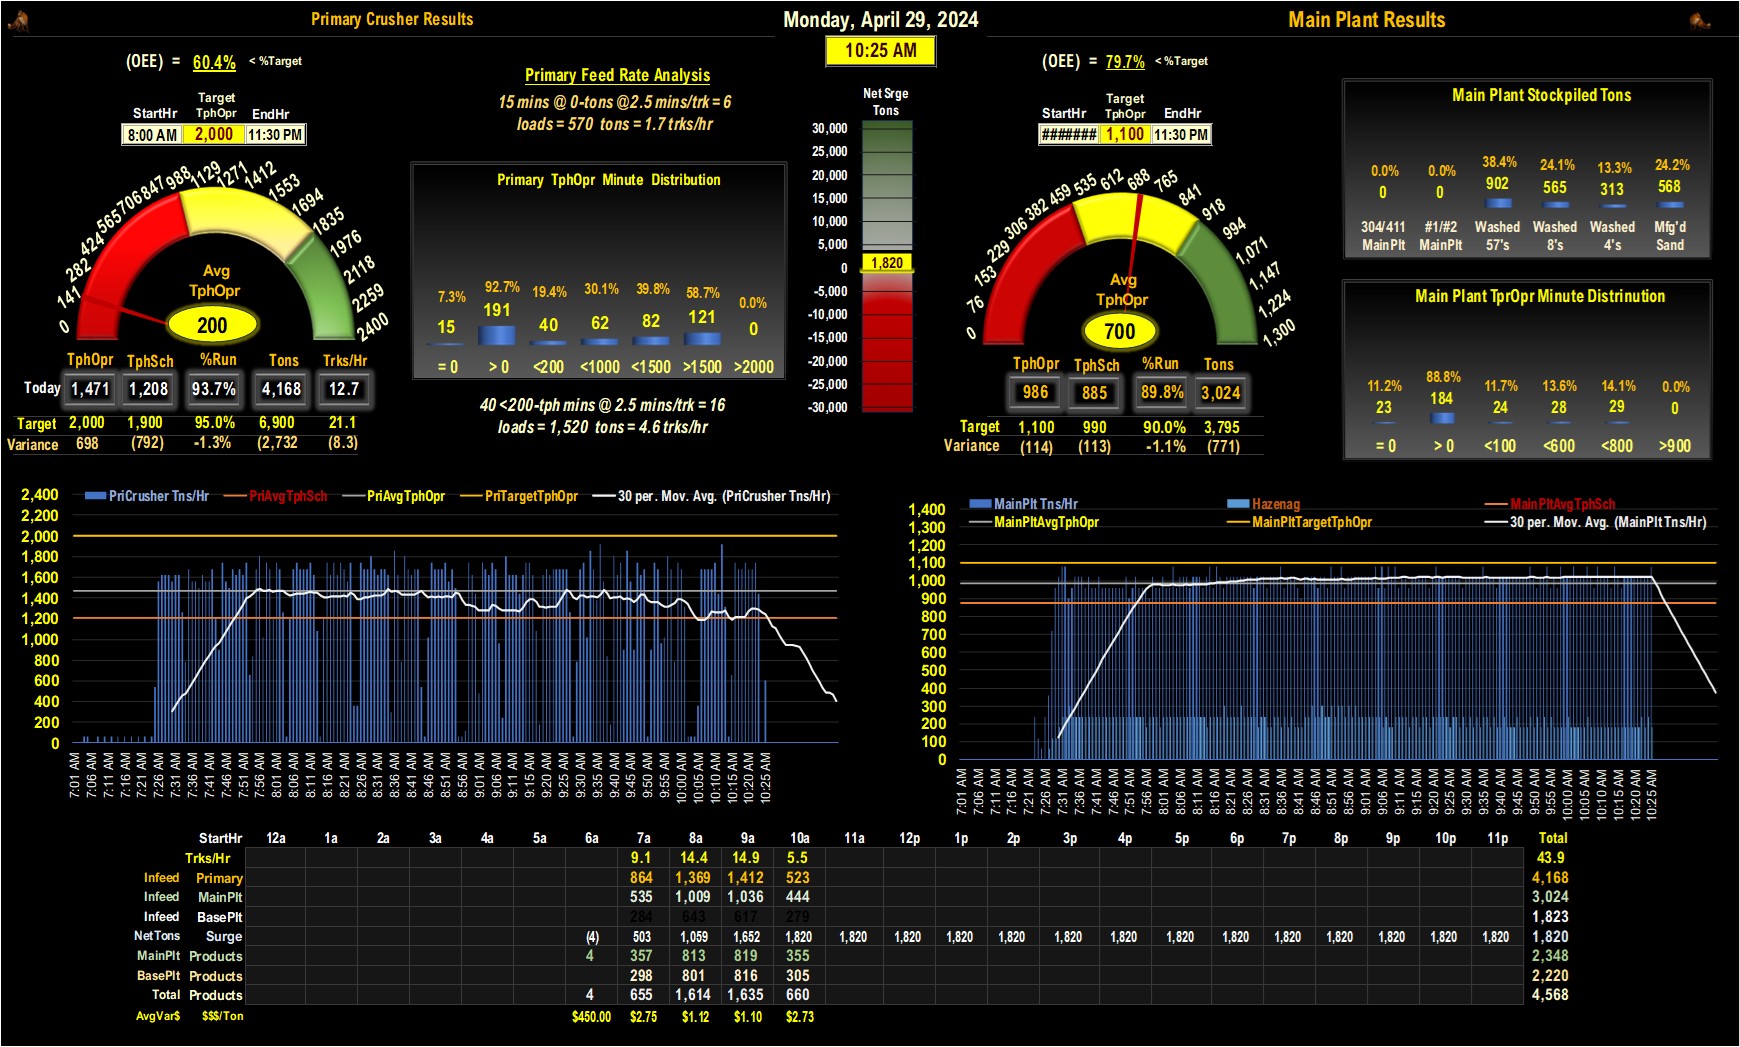 Primary Crusher Results
Monday, April 29, 2024
Main Plant Results
10:25 AM
(OEE) = 60.4% < %Target
StartHr Target TphOpr EndHr
8:00 AM 2,000 11:30 PM
Primary Feed Rate Analysis
15 mins @ 0-tons @2.5 mins/trk = 6
loads = 570 tons = 1.7 trks/hr
0 141 282 424 565 706 847 988 1129 1271 1412 1553 1694 1835 1976 2118 2259 2400
Avg
TphOpr
200
Primary TphOpr Minute Distribution
7.3% 92.7% 19.4% 30.1% 39.8% 58.7% 0.0%
15 191 40 62 82 121 0
= 0 > 0 <200 <1000 <1500 >1500 >2000
40 <200-tph mins @ 2.5 mins/trk = 16
loads = 1,520 tons = 4.6 trks/hr
TphOpr TphSch %Run Tons Trks/Hr
Today 1,471 1,208 93.7% 4,168 12.7
Target 2,000 1,900 95.0% 6,900 21.1
Variance 698 (792) -1.3% (2,732 (8.3)
Net Srge
Tons
30,000
25,000
20,000
15,000
10,000
5,000
0
-5,000
-10,000
-15,000
-20,000
-25,000
-30,000
1,820
(OEE) = 79.7% < %Target
StartHr Target TphOpr EndHr
####### 1,100 11:30 PM
0 76 153 229 306 382 459 535 612 688 765 841 918 994 1,071 1,147 1,224 1,300
Avg
TphOpr
700
TphOpr TphSch %Run Tons
986 885 89.8% 3,024
Target 1,100 990 90.0% 3,795
Variance (114) (113) -1.1% (771)
Main Plant Stockpiled Tons
0.0% 0.0% 38.4% 24.1% 13.3% 24.2%
0 0 902 565 313 568
304/411 #1/#2 Washed Washed Washed Mfg'd
MainPlt MainPlt 57's 8's 4's Sand
Main Plant TprOpr Minute Distrinution
11.2% 88.8% 11.7% 13.6% 14.1% 0.0%
23 184 24 28 29 0
= 0 > 0 <100 <600 <800 >900
PriCrusher Tns/Hr PriAvgTphSch PriAvgTphOpr PriTargetTphOpr 30 per. Mov. Avg. (PriCrusher Tns/Hr)
2,400
2,200
2,000
1,800
1,600
1,400
1,200
1,000
800
600
400
200
0
7:01 AM 7:06 AM 7:11 AM 7:16 AM 7:21 AM 7:26 AM 7:31 AM 7:36 AM 7:41 AM 7:46 AM 7:51 AM 7:56 AM 8:01 AM 8:06 AM 8:11 AM 8:16 AM 8:21 AM 8:26 AM 8:31 AM 8:36 AM 8:41 AM 8:46 AM 8:51 AM 8:56 AM 9:01 AM 9:06 AM 9:11 AM 9:15 AM 9:20 AM 9:25 AM 9:30 AM 9:35 AM 9:40 AM 9:45 AM 9:50 AM 9:55 AM 10:00 AM 10:05 AM 10:10 AM 10:15 AM 10:20 AM 10:25 AM
MainPlt Tns/Hr Hazenag MainPltAvgTphSch
MainPltAvgTphOpr MainPltTargetTphOpr 30 per. Mov. Avg. (MainPlt Tns/Hr)
1,400
1,300
1,200
1,100
1,000
900
800
700
600
500
400
300
200
100
0
7:01 AM 7:06 AM 7:11 AM 7:16 AM 7:21 AM 7:26 AM 7:31 AM 7:36 AM 7:41 AM 7:46 AM 7:51 AM 7:56 AM 8:01 AM 8:06 AM 8:11 AM 8:16 AM 8:21 AM 8:26 AM 8:31 AM 8:36 AM 8:41 AM 8:46 AM 8:51 AM 8:56 AM 9:01 AM 9:06 AM 9:11 AM 9:15 AM 9:20 AM 9:25 AM 9:30 AM 9:35 AM 9:40 AM 9:45 AM 9:50 AM 9:55 AM 10:00 AM 10:05 AM 10:10 AM 10:15 AM 10:20 AM 10:25 AM
StartHr 12a 1a 2a 3a 4a 5a 6a 7a 8a 9a 10a 11a 12p 1p 2p 3p 4p 5p 6p 7p 8p 9p 10p 11p Total
Trks/Hr 9.1 14.4 14.9 5.5 43.9
Infeed Primary 864 1,369 1,412 523 4,168
Infeed MainPlt 535 1,009 1,036 444 3,024
Infeed BasePlt 284 643 617 279 1,823
NetTons Surge (4) 503 1,059 1,652 1,820 1,820 1,820 1,820 1,820 1,820 1,820 1,820 1,820 1,820 1,820 1,820 1,820 1,820 1,820
MainPlt Products 4 357 813 819 355 2,348
BasePlt Products 298 801 816 305 2,220
Total Products 4 655 1,614 1,635 660 4,568
AvgVar$ $$$/Ton $450.00 $2.75 $1.12 $1.10 $2.73